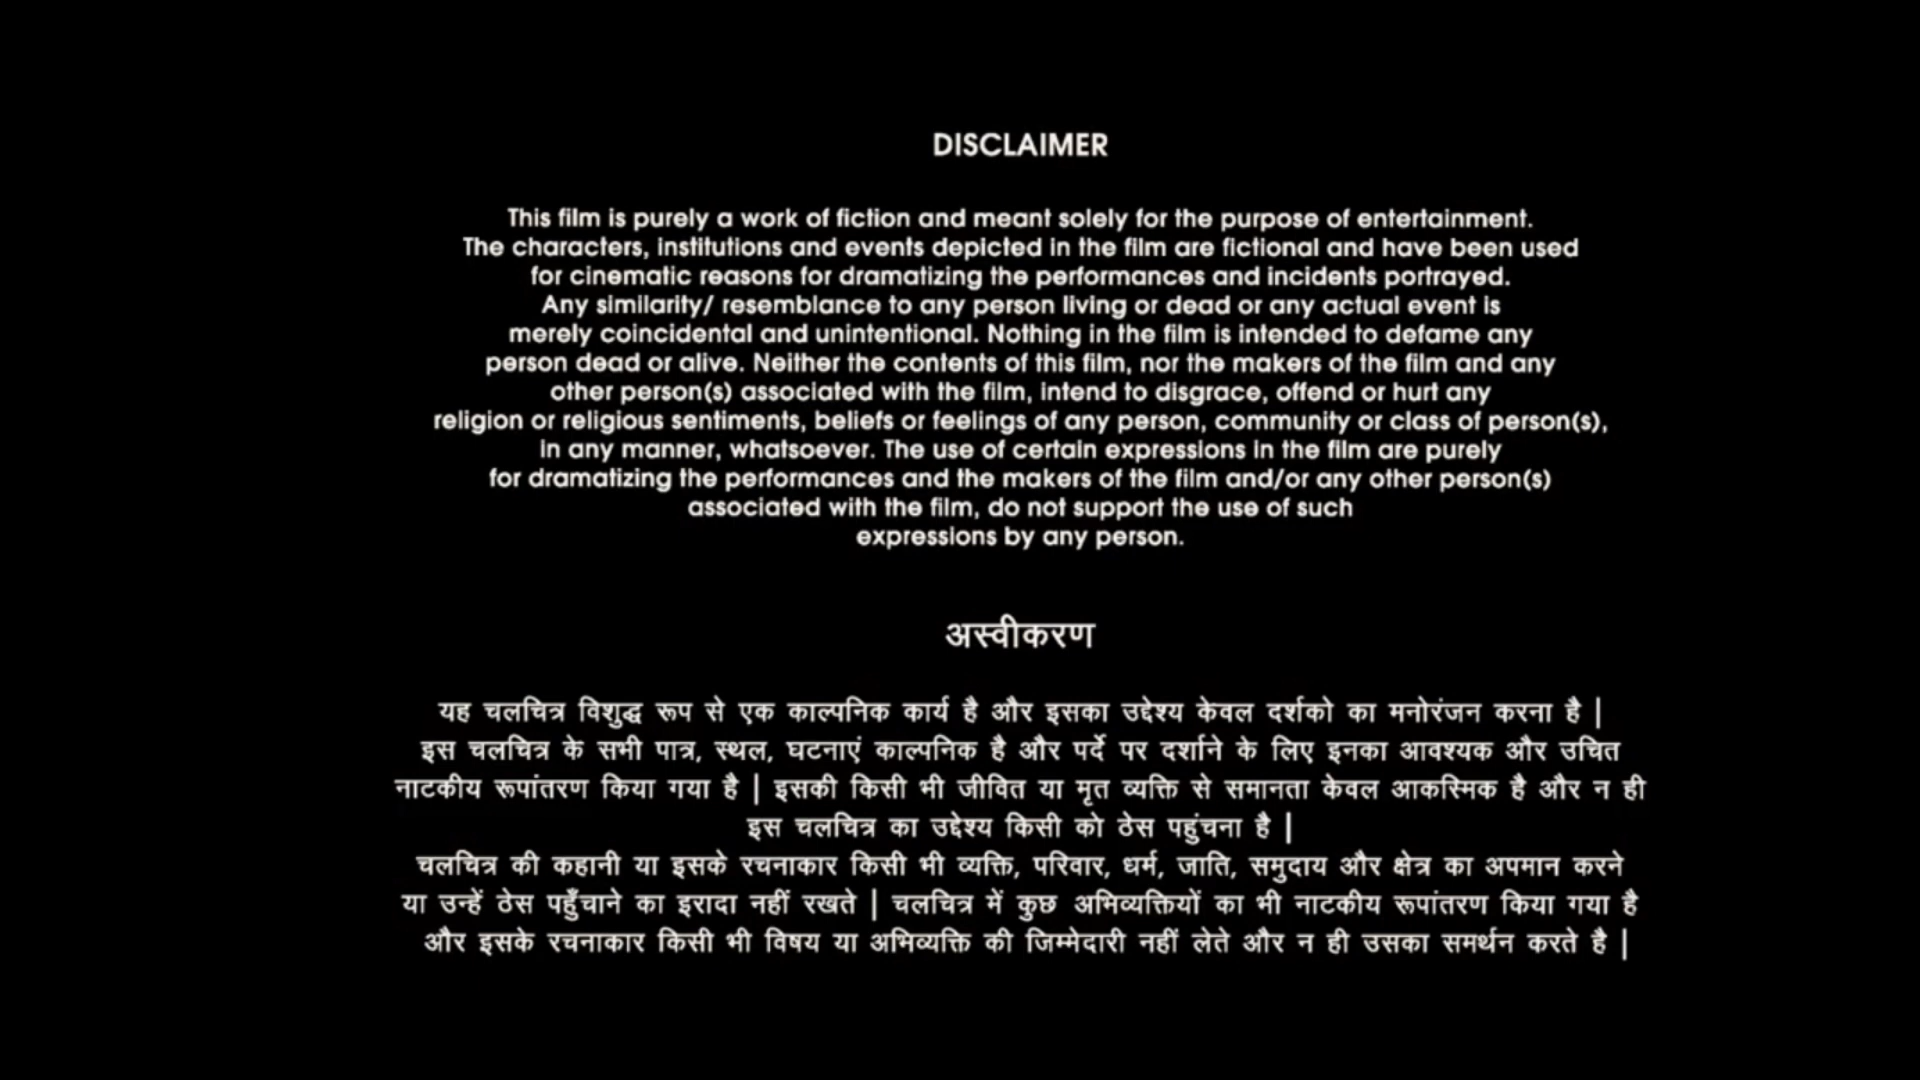 DISCLAIMER
This film is purely a work of fiction and meant solely for the purpose of entertainment.
The characters, institutions and events depicted in the film are fictional and have been used
for cinematic reasons for dramatizing the performances and incidents portrayed.
Any similarity/ resemblance to any person living or dead or any actual event is
merely coincidental and unintentional. Nothing in the film is intended to defame any
person dead or alive. Neither the contents of this film, nor the makers of the film and any
other person(s) associated with the film, intend to disgrace, offend or hurt any
religion or religious sentiments, beliefs or feelings of any person, community or class of person(s),
in any manner, whatsoever. The use of certain expressions in the film are purely
for dramatizing the performances and the makers of the film and/or any other person(s)
associated with the film, do not support the use of such
expressions by any person.
अस्वीकरण
यह चलचित्र विशुद्ध रूप से एक काल्पनिक कार्य है और इसका उद्देश्य केवल दर्शको का मनोरंजन करना है |
इस चलचित्र के सभी पात्र, स्थल, घटनाएं काल्पनिक है और पर्दे पर दर्शाने के लिए इनका आवश्यक और उचित
नाटकीय रूपांतरण किया गया है | इसकी किसी भी जीवित या मृत व्यक्ति से समानता केवल आकस्मिक है और न ही
इस चलचित्र का उद्देश्य किसी को ठेस पहुंचना है |
चलचित्र की कहानी या इसके रचनाकार किसी भी व्यक्ति, परिवार, धर्म, जाति, समुदाय और क्षेत्र का अपमान करने
या उन्हें ठेस पहुँचाने का इरादा नहीं रखते | चलचित्र में कुछ अभिव्यक्तियों का भी नाटकीय रूपांतरण किया गया है
और इसके रचनाकार किसी भी विषय या अभिव्यक्ति की जिम्मेदारी नहीं लेते और न ही उसका समर्थन करते है |